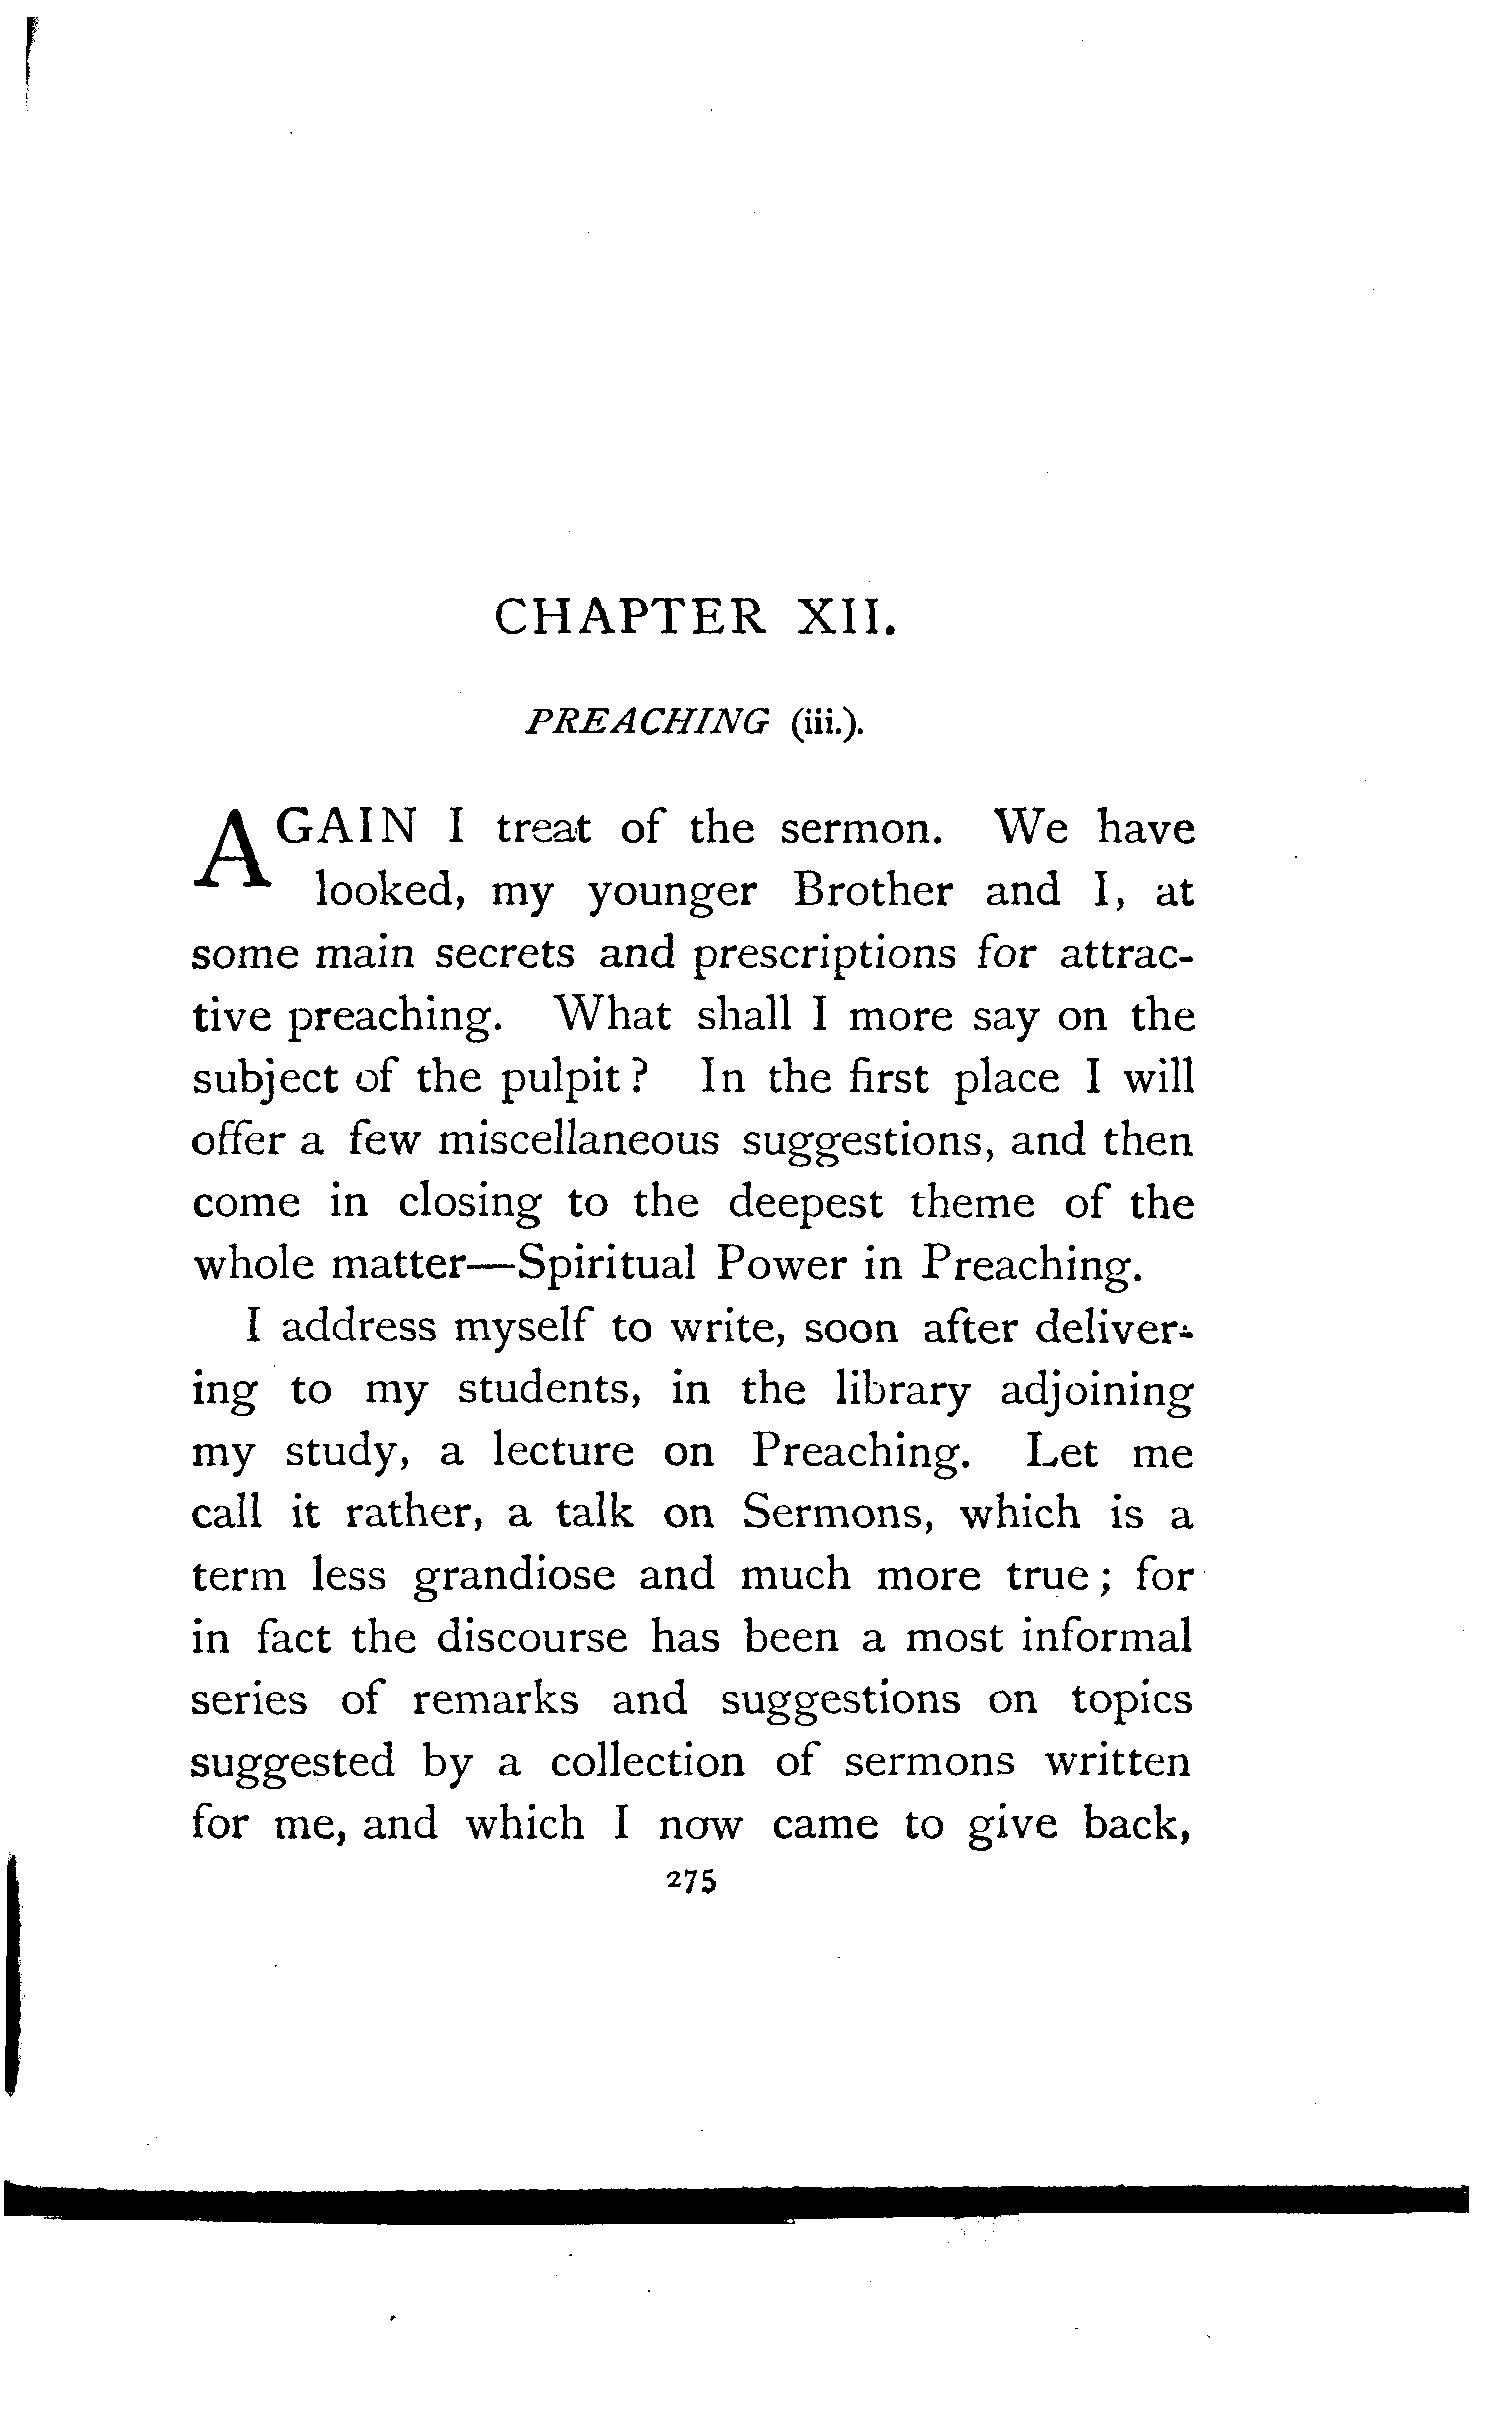 CHAPTER XII.
PREACHING (iii.).
AGAIN I treat of the sermon. We have
looked, my younger Brother and I, at
some main secrets and prescriptions for attrac-
tive preaching. What shall I more say on the
subject of the pulpit? In the first place I will
offer a few miscellaneous suggestions, and then
come in closing to the deepest theme of the
whole matter—Spiritual Power in Preaching.
I address myself to write, soon after deliver-
ing to my students, in the library adjoining
my study, a lecture on Preaching. Let me
call it rather, a talk on Sermons, which is a
term less grandiose and much more true; for
in fact the discourse has been a most informal
series of remarks and suggestions on topics
suggested by a collection of sermons written
for me, and which I now came to give back,
275